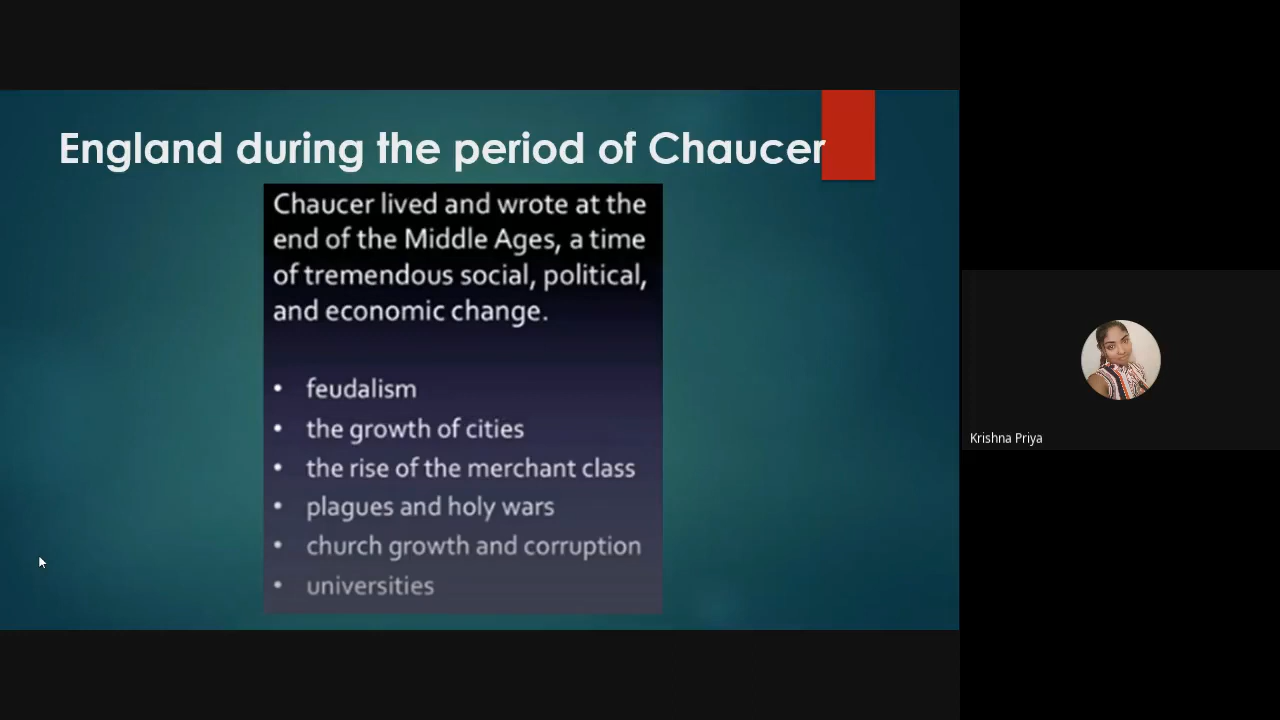 England during the period of Chaucer
Chaucer lived and wrote at the
end of the Middle Ages, a time
of tremendous social, political,
and economic change.
• feudalism
• the growth of cities
• the rise of the merchant class
• plagues and holy wars
• church growth and corruption
• universities
Krishna Priya